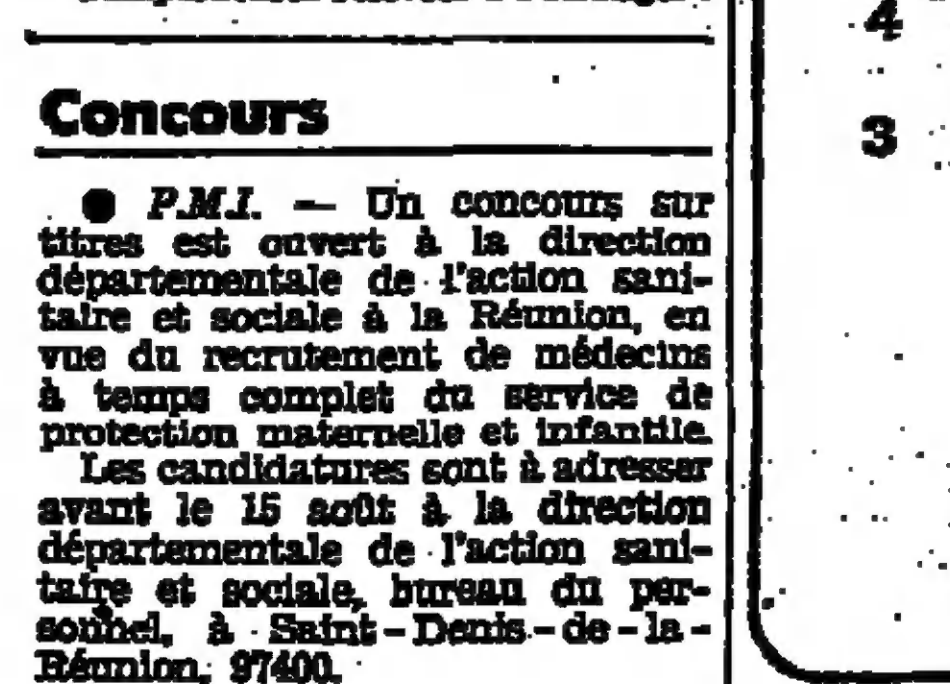 Concours
● P.M.I. — Un concours sur
titres est ouvert à la direction
départementale de l'action sani-
taire et sociale à la Réunion, en
vue du recrutement de médecins
à temps complet du service de
protection maternelle et infantile.
Les candidatures sont à adresser
avant le 15 août à la direction
départementale de l'action sani-
taire et sociale, bureau du per-
sonnel, à Saint-Denis-de-la-
Réunion, 97400.
4
3